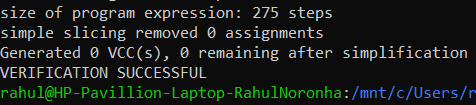 size of program expression: 275 steps
simple slicing removed 0 assignments
Generated 0 VCC(s), 0 remaining after simplification
VERIFICATION SUCCESSFUL
rahul@HP-Pavillion-Laptop-RahulNoronha:/mnt/c/Users/r